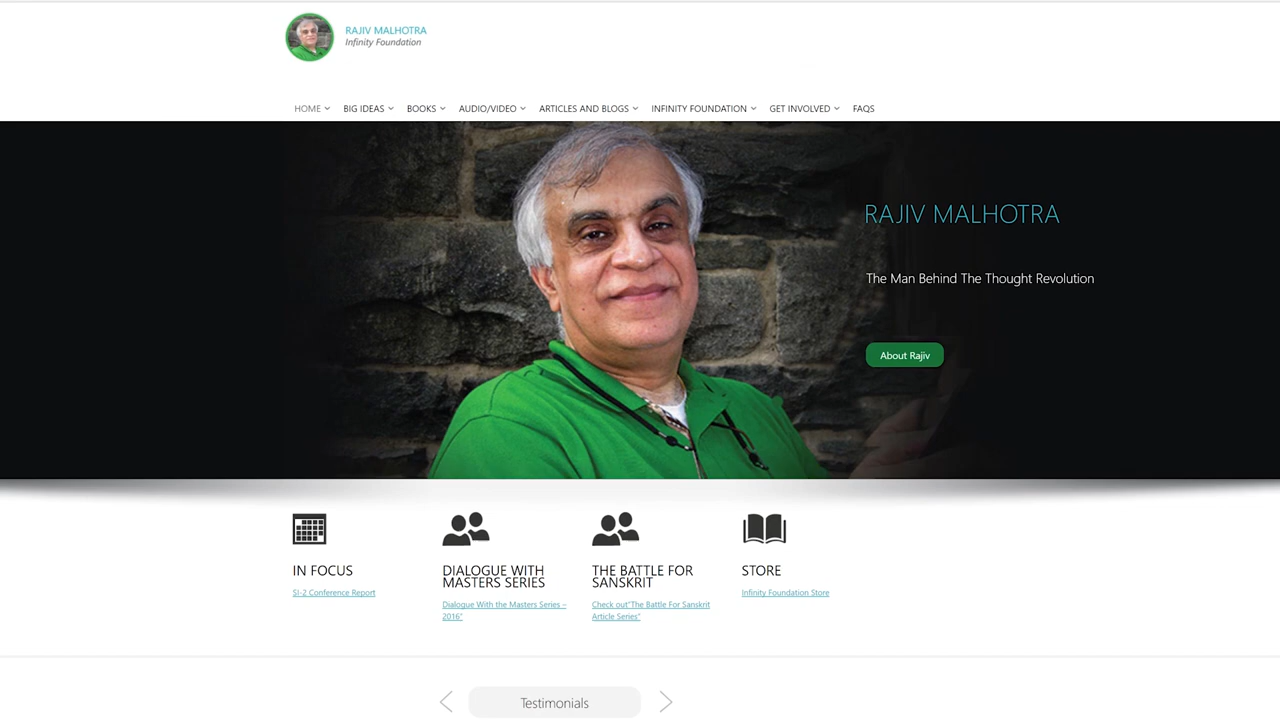 RAJIV MALHOTRA
Infinity Foundation
HOME BIG IDEAS BOOKS AUDIO/VIDEO ARTICLES AND BLOGS INFINITY FOUNDATION GET INVOLVED FAQS
RAJIV MALHOTRA
The Man Behind The Thought Revolution
About Rajiv
IN FOCUS
SI-2 Conference Report
DIALOGUE WITH
MASTERS SERIES
Dialogue With the Masters Series –
2016"
THE BATTLE FOR
SANSKRIT
Check out"The Battle For Sanskrit
Article Series"
STORE
Infinity Foundation Store
Testimonials